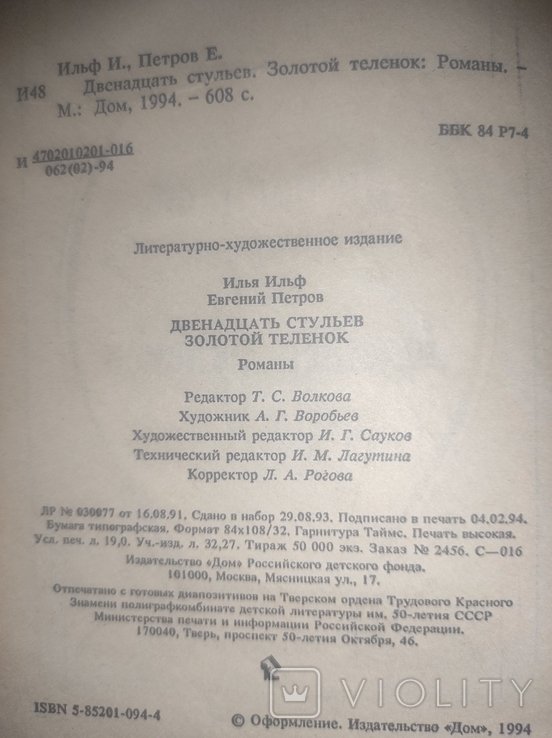 Ильф И., Петров Е.
И48 Двенадцать стульев. Золотой теленок: Романы. –
М.: Дом, 1994. – 608 с.
ББК 84 Р7-4
И 4702010201-016
062(02)-94
Литературно-художественное издание
Илья Ильф
Евгений Петров
ДВЕНАДЦАТЬ СТУЛЬЕВ
ЗОЛОТОЙ ТЕЛЕНОК
Романы
Редактор Т. С. Волкова
Художник А. Г. Воробьев
Художественный редактор И. Г. Сауков
Технический редактор И. М. Лагутина
Корректор Л. А. Рогова
ЛР № 030077 от 16.08.91. Сдано в набор 29.08.93. Подписано в печать 04.02.94.
Бумага типографская. Формат 84х108/32. Гарнитура Таймс. Печать высокая.
Усл. печ. л. 19,0. Уч.-изд. л. 32,27. Тираж 50 000 экз. Заказ № 2456. С—016
Издательство «Дом» Российского детского фонда.
101000, Москва, Мясницкая ул., 17.
Отпечатано с готовых диапозитивов на Тверском ордена Трудового Красного
Знамени полиграфкомбинате детской литературы им. 50-летия СССР
Министерства печати и информации Российской Федерации.
170040, Тверь, проспект 50-летия Октября, 46.
VIOLITY
ISBN 5-85201-094-4
© Оформление. Издательство «Дом», 1994